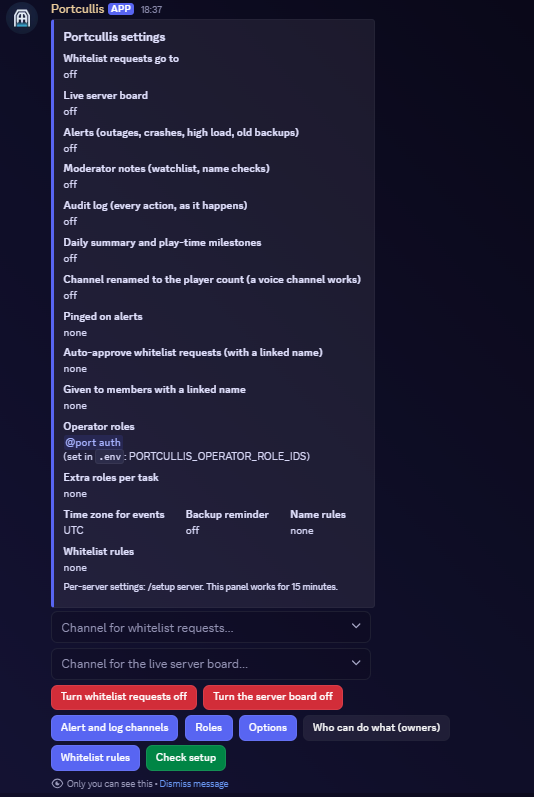 Portcullis APP 18:37
Portcullis settings
Whitelist requests go to
off
Live server board
off
Alerts (outages, crashes, high load, old backups)
off
Moderator notes (watchlist, name checks)
off
Audit log (every action, as it happens)
off
Daily summary and play-time milestones
off
Channel renamed to the player count (a voice channel works)
off
Pinged on alerts
none
Auto-approve whitelist requests (with a linked name)
none
Given to members with a linked name
none
Operator roles
@port auth
(set in .env: PORTCULLIS_OPERATOR_ROLE_IDS)
Extra roles per task
none
Time zone for events Backup reminder Name rules
UTC off none
Whitelist rules
none
Per-server settings: /setup server. This panel works for 15 minutes.
Channel for whitelist requests...
Channel for the live server board...
Turn whitelist requests off Turn the server board off
Alert and log channels Roles Options Who can do what (owners)
Whitelist rules Check setup
Only you can see this • Dismiss message